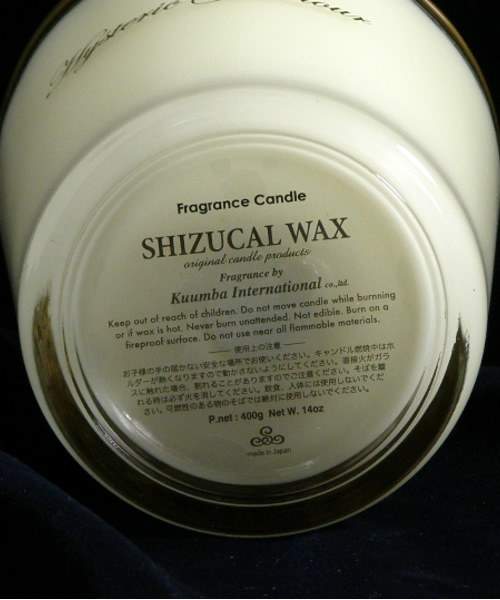 Mysterio
Fragrance Candle
SHIZUCAL WAX
original candle products
Fragrance by
Kuumba International co.,ltd.
Keep out of reach of children. Do not move candle while burnning
or if wax is hot. Never burn unattended. Not edible. Burn on a
fireproof surface. Do not use near all flammable materials.
使用上の注意
お子様の手の届かない安全な場所でお使いください。キャンドル燃焼中はホ
ルダーが熱くなりますので動かさないようにしてください。直接火がガラ
スに触れた場合、割れることがありますのでご注意ください。そばを離
れる時は必ず火を消してください。飲食、人体には使用しないでくだ
さい。可燃性のある物のそばでは絶対に使用しないでください。
P.net : 400g Net W. 14oz
made in Japan